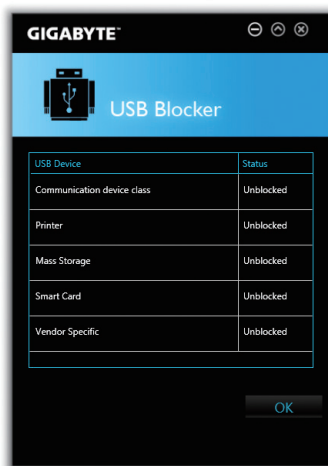 GIGABYTE™
USB Blocker
USB Device Status
Communication device class Unblocked
Printer Unblocked
Mass Storage Unblocked
Smart Card Unblocked
Vendor Specific Unblocked
OK